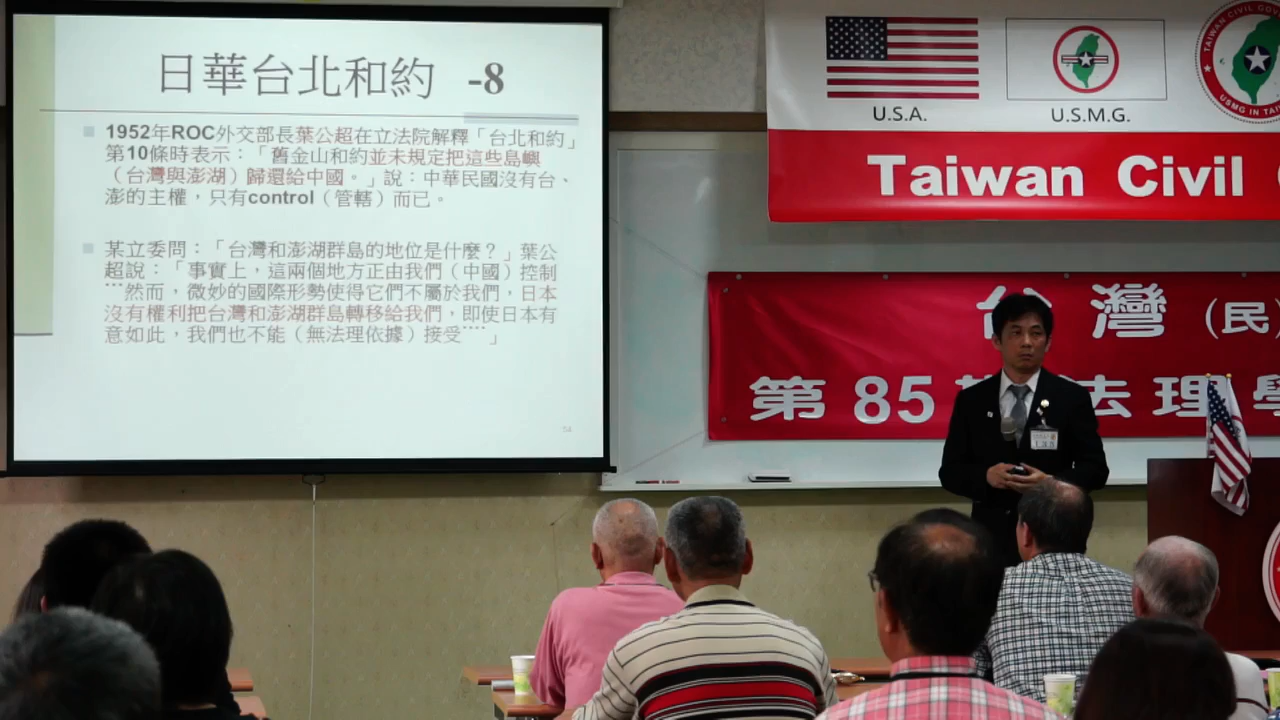 日華台北和約 -8
1952年ROC外交部長葉公超在立法院解釋「台北和約」
第10條時表示：「舊金山和約並未規定把這些島嶼
（台灣與澎湖）歸還給中國。」說：中華民國沒有台、
澎的主權，只有control（管轄）而已。
某立委問：「台灣和澎湖群島的地位是什麼？」葉公
超說：「事實上，這兩個地方正由我們（中國）控制
…然而，微妙的國際形勢使得它們不屬於我們，日本
沒有權利把台灣和澎湖群島轉移給我們，即使日本有
意如此，我們也不能（無法理依據）接受….」
U.S.A.
U.S.M.G.
TAIWAN CIVIL GOV
USMG IN TA
Taiwan Civil
台灣（民
第85 法理學